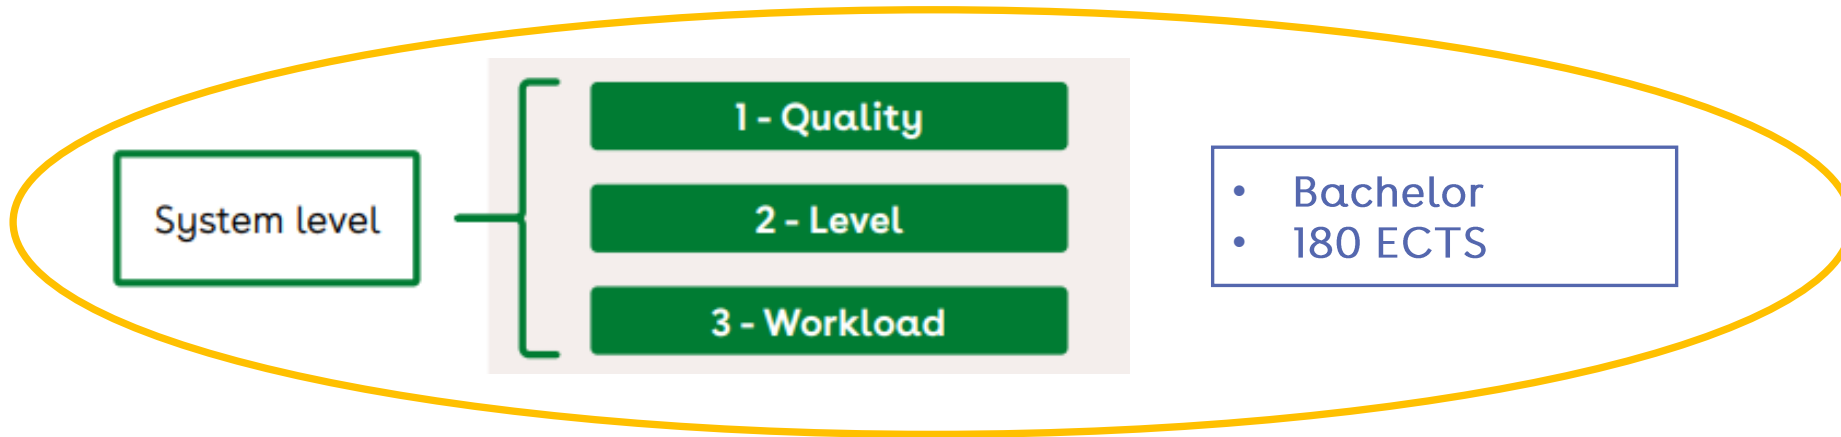 System level
1 - Quality
2 - Level
3 - Workload
• Bachelor
• 180 ECTS